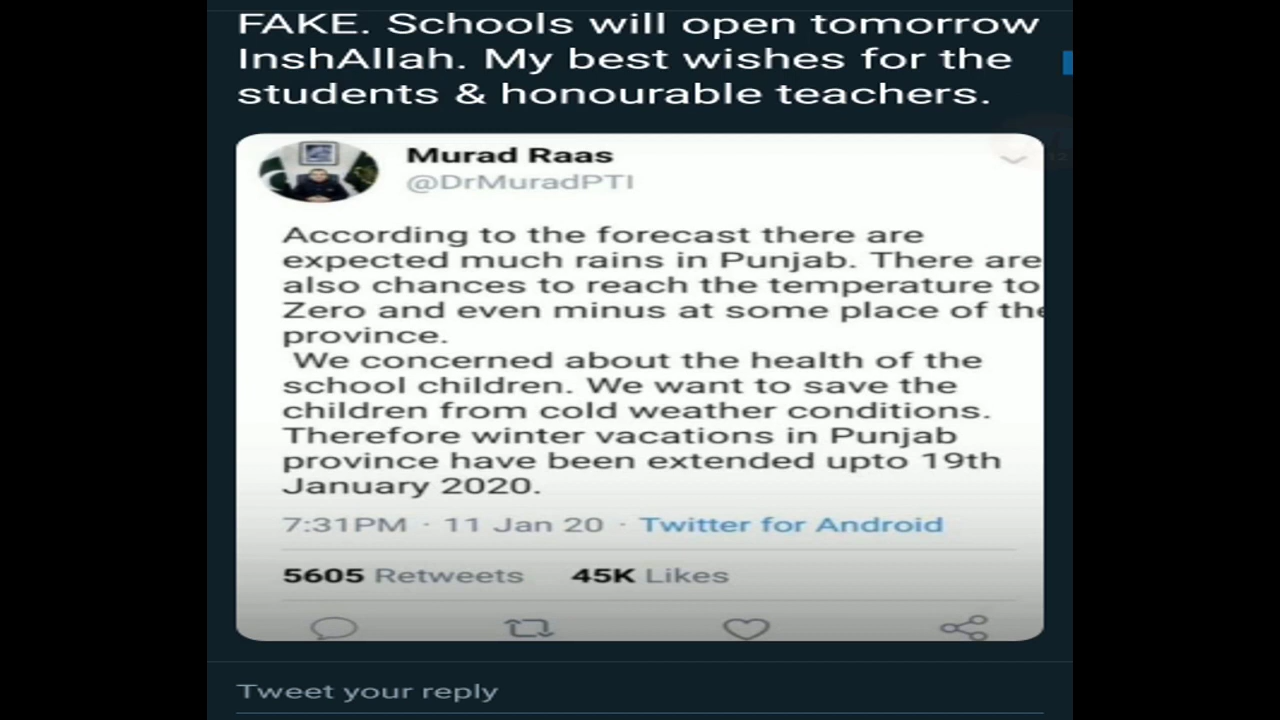 FAKE. Schools will open tomorrow
InshAllah. My best wishes for the
students & honourable teachers.
Murad Raas
@DrMuradPTI
According to the forecast there are
expected much rains in Punjab. There are
also chances to reach the temperature to
Zero and even minus at some place of the
province.
We concerned about the health of the
school children. We want to save the
children from cold weather conditions.
Therefore winter vacations in Punjab
province have been extended upto 19th
January 2020.
7:31PM · 11 Jan 20 · Twitter for Android
5605 Retweets 45K Likes
Tweet your reply